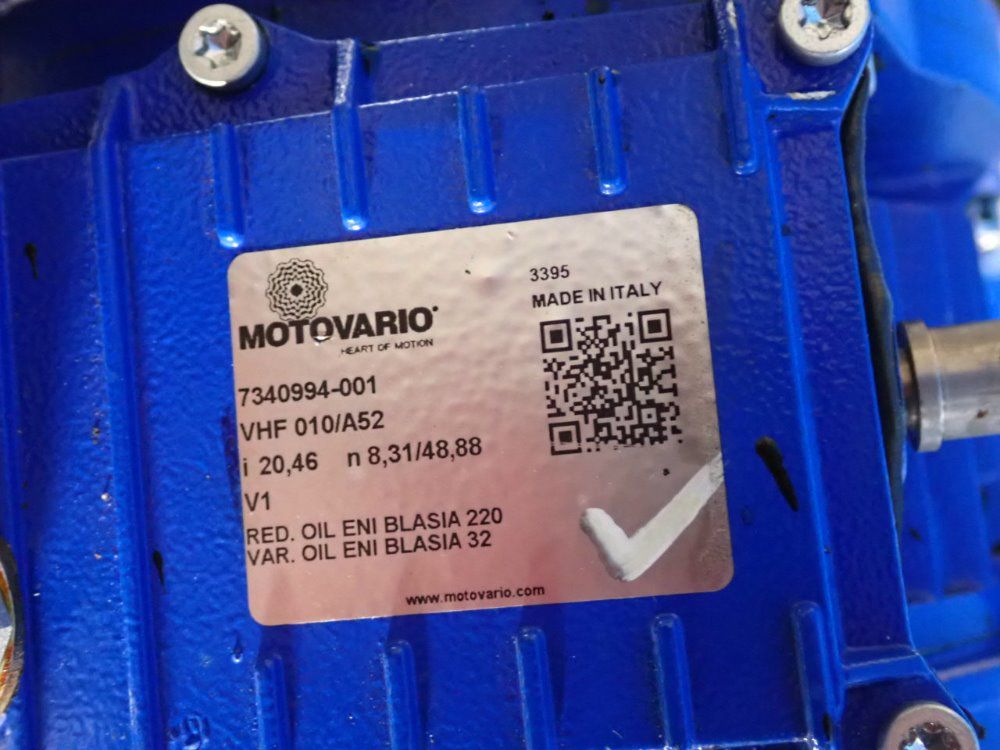 MOTOVARIO
HEART OF MOTION
3395
MADE IN ITALY
7340994-001
VHF 010/A52
i 20,46 n 8,31/48,88
V1
RED. OIL ENI BLASIA 220
VAR. OIL ENI BLASIA 32
www.motovario.com